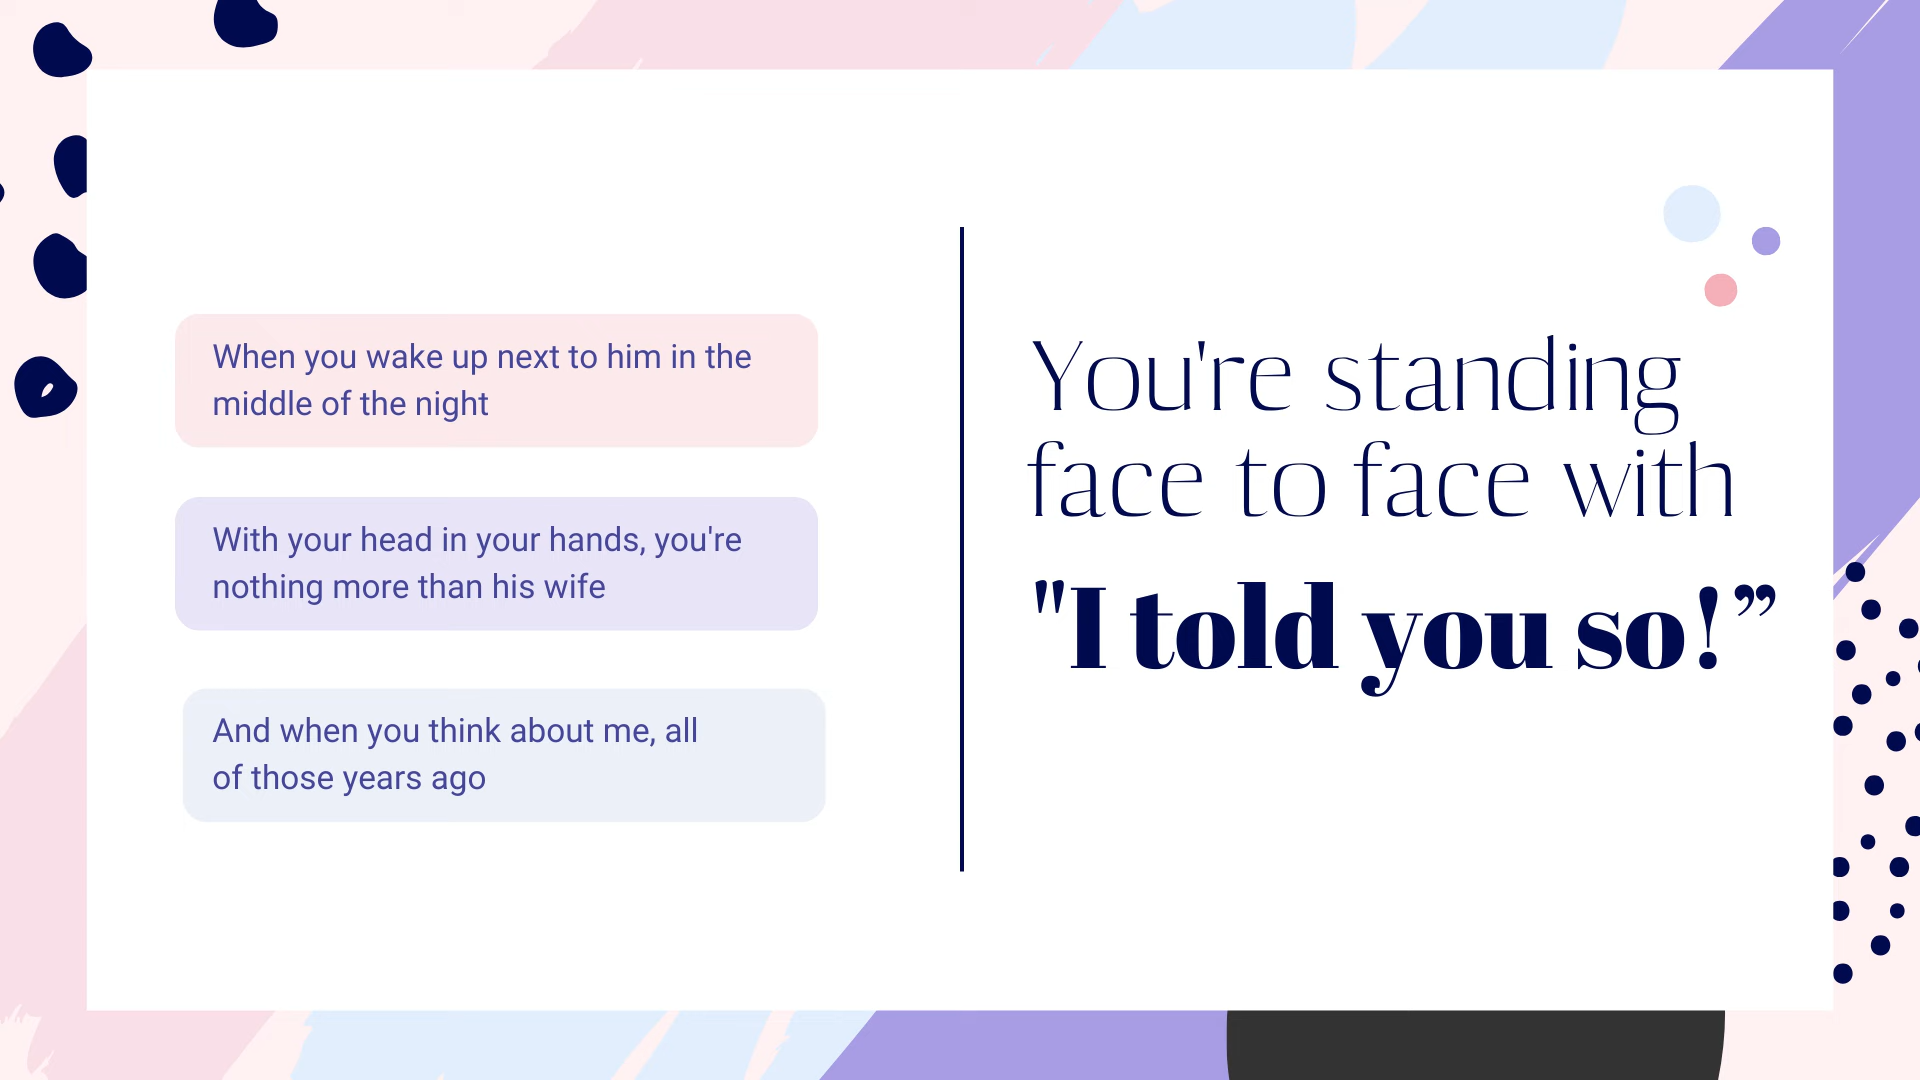 When you wake up next to him in the
middle of the night
With your head in your hands, you're
nothing more than his wife
And when you think about me, all
of those years ago
You're standing
face to face with
"I told you so!”